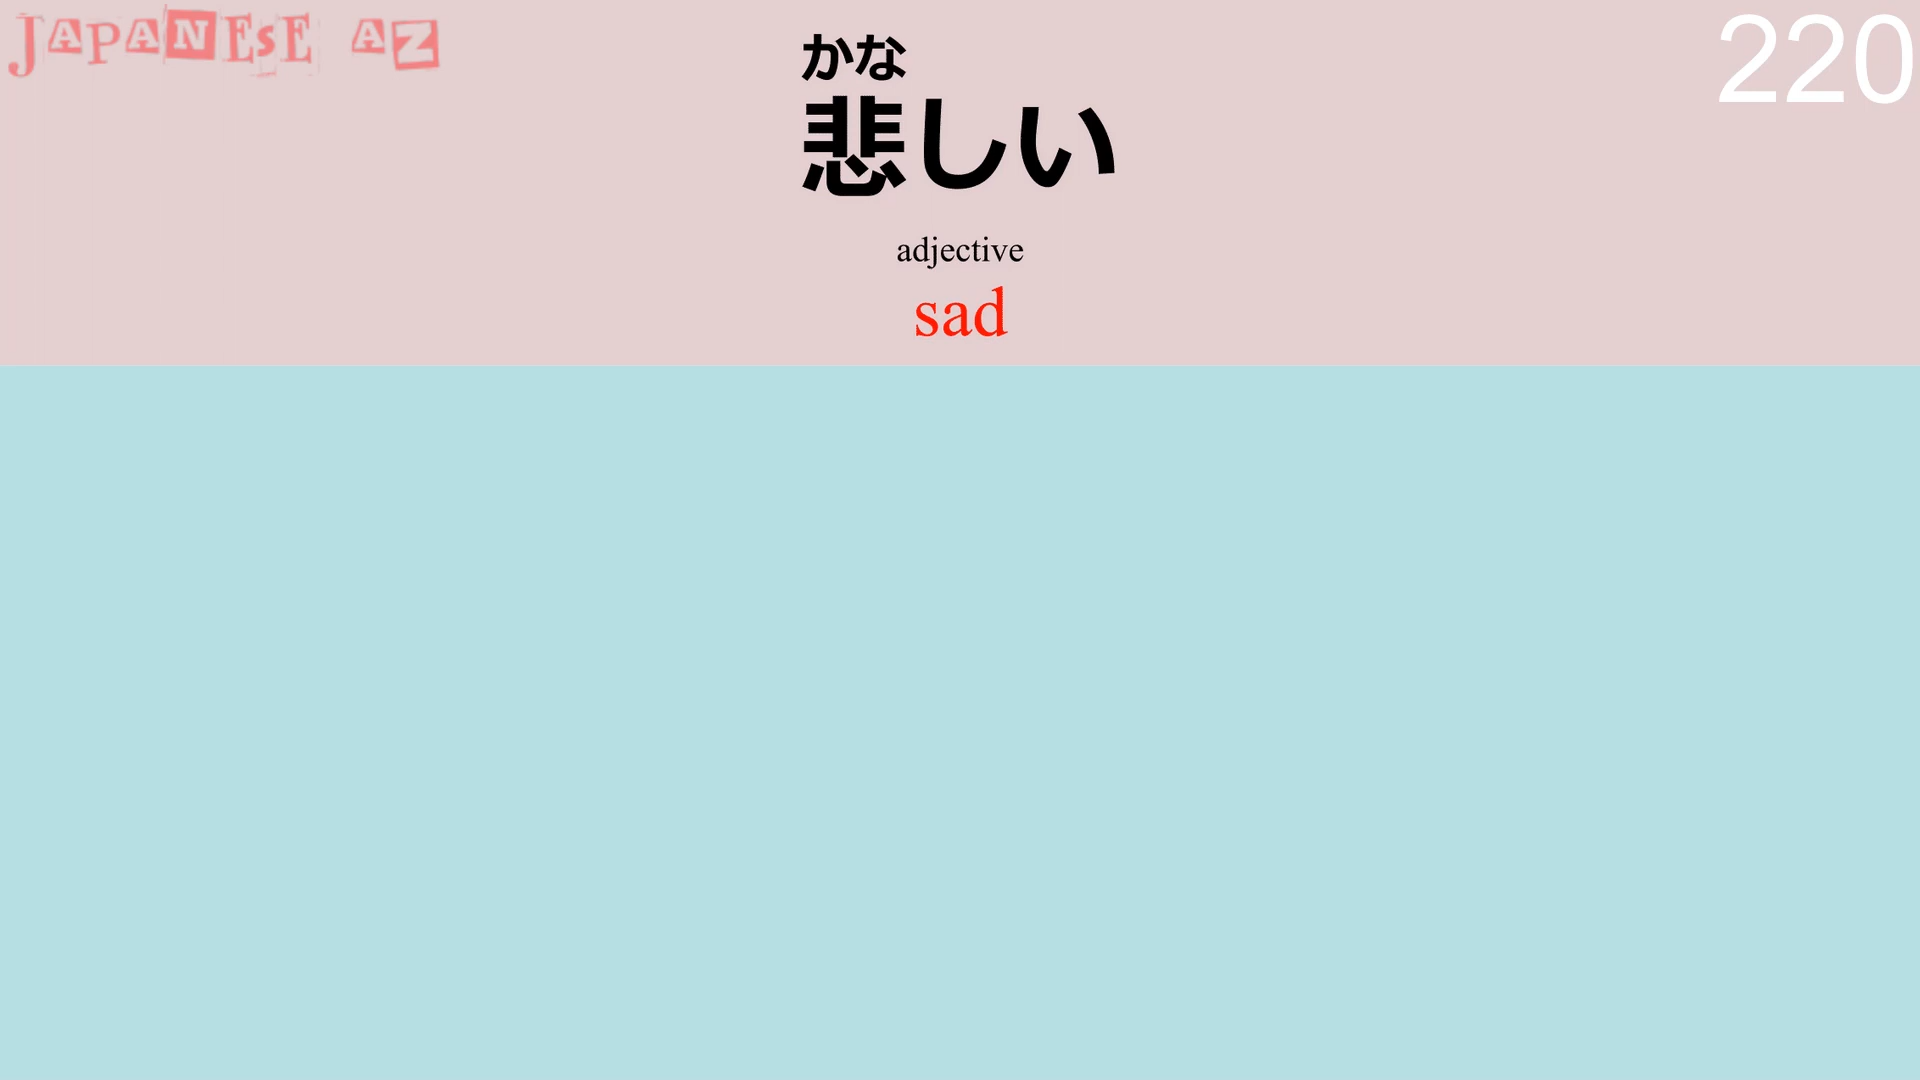 JAPANESE AZ
220
かな
悲しい
adjective
sad